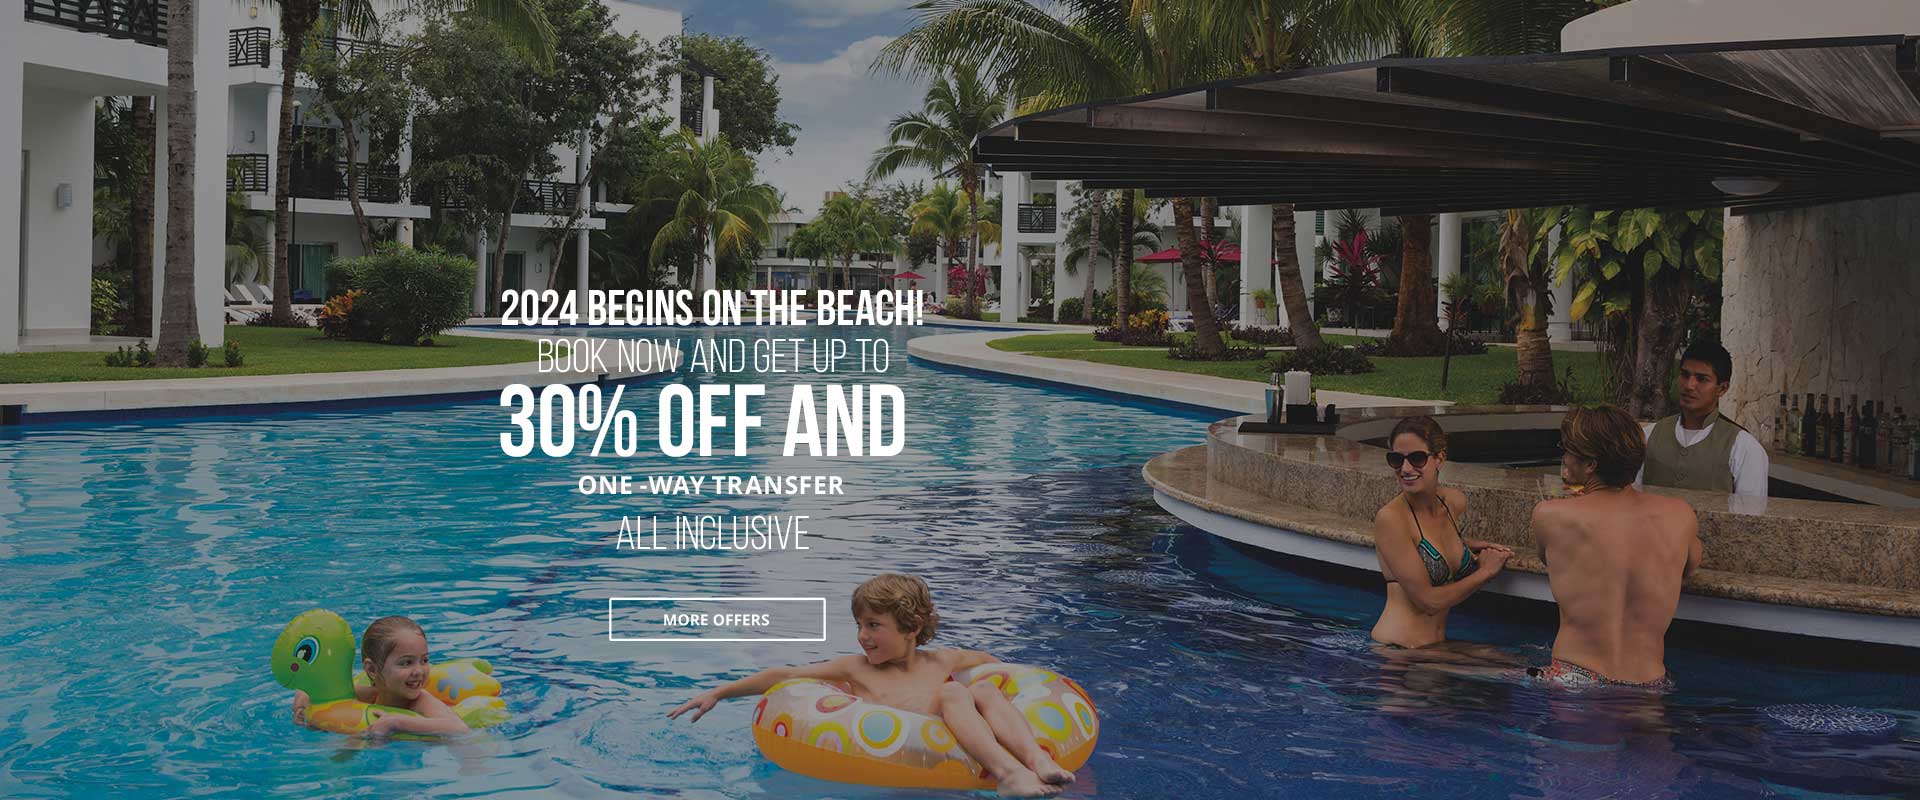 2024 BEGINS ON THE BEACH!
BOOK NOW AND GET UP TO
30% OFF AND
ONE -WAY TRANSFER
ALL INCLUSIVE
MORE OFFERS